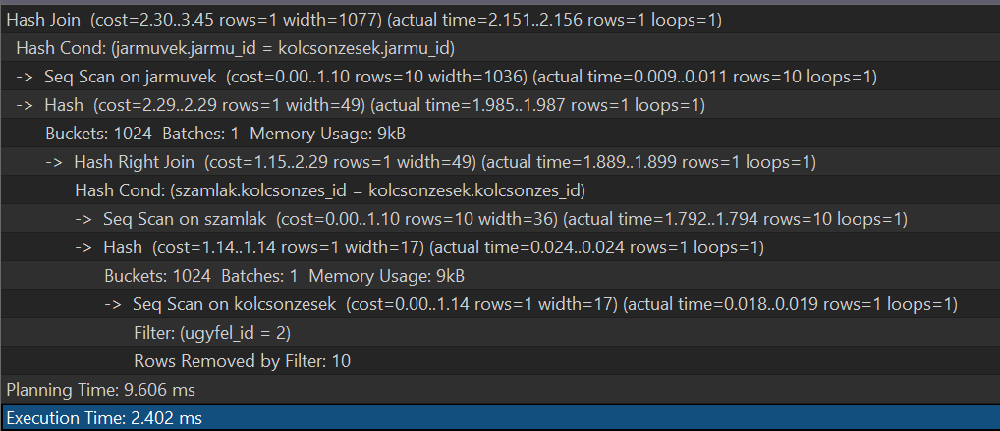 Hash Join  (cost=2.30..3.45 rows=1 width=1077) (actual time=2.151..2.156 rows=1 loops=1)
Hash Cond: (jarmuvek.jarmu_id = kolcsonzesek.jarmu_id)
->  Seq Scan on jarmuvek  (cost=0.00..1.10 rows=10 width=1036) (actual time=0.009..0.011 rows=10 loops=1)
->  Hash  (cost=2.29..2.29 rows=1 width=49) (actual time=1.985..1.987 rows=1 loops=1)
Buckets: 1024  Batches: 1  Memory Usage: 9kB
->  Hash Right Join  (cost=1.15..2.29 rows=1 width=49) (actual time=1.889..1.899 rows=1 loops=1)
Hash Cond: (szamlak.kolcsonzes_id = kolcsonzesek.kolcsonzes_id)
->  Seq Scan on szamlak  (cost=0.00..1.10 rows=10 width=36) (actual time=1.792..1.794 rows=10 loops=1)
->  Hash  (cost=1.14..1.14 rows=1 width=17) (actual time=0.024..0.024 rows=1 loops=1)
Buckets: 1024  Batches: 1  Memory Usage: 9kB
->  Seq Scan on kolcsonzesek  (cost=0.00..1.14 rows=1 width=17) (actual time=0.018..0.019 rows=1 loops=1)
Filter: (ugyfel_id = 2)
Rows Removed by Filter: 10
Planning Time: 9.606 ms
Execution Time: 2.402 ms